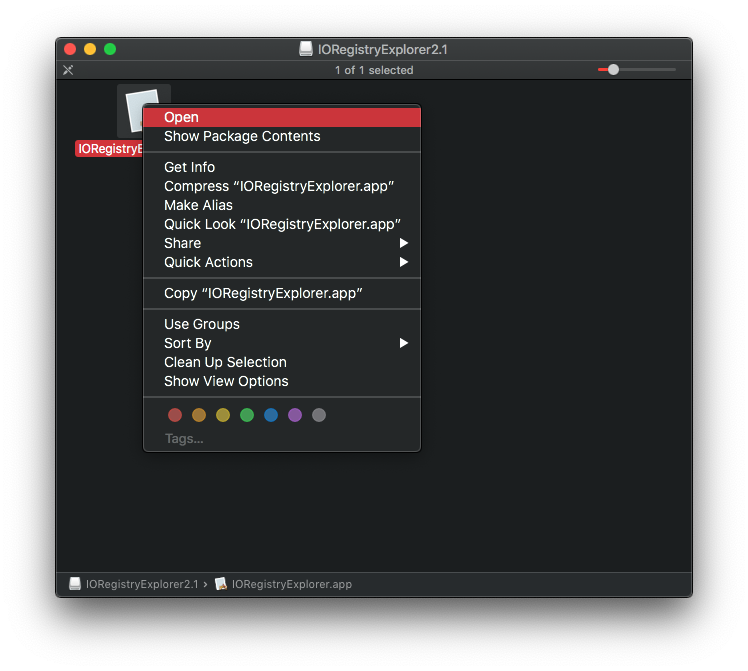 IORegistryExplorer2.1
1 of 1 selected
IORegistryE
Open
Show Package Contents
Get Info
Compress “IORegistryExplorer.app”
Make Alias
Quick Look “IORegistryExplorer.app”
Share
Quick Actions
Copy “IORegistryExplorer.app”
Use Groups
Sort By
Clean Up Selection
Show View Options
Tags...
IORegistryExplorer2.1 › IORegistryExplorer.app